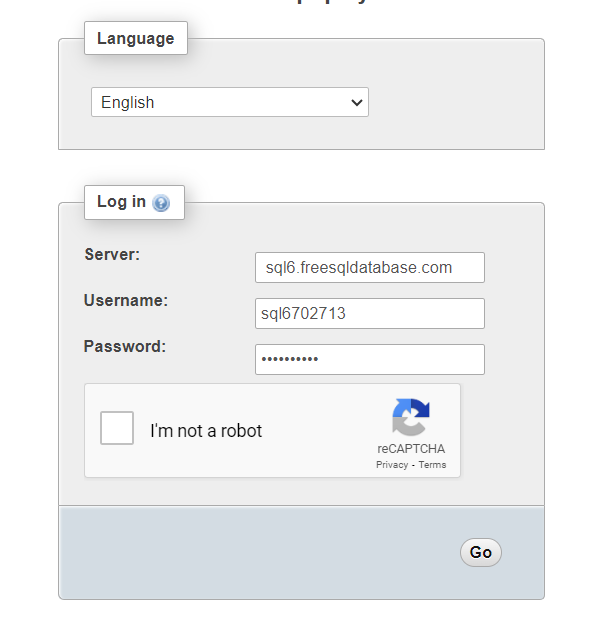 Language
English
Log in
Server:
sql6.freesqldatabase.com
Username:
sql6702713
Password:
••••••••••
I'm not a robot
reCAPTCHA
Privacy - Terms
Go